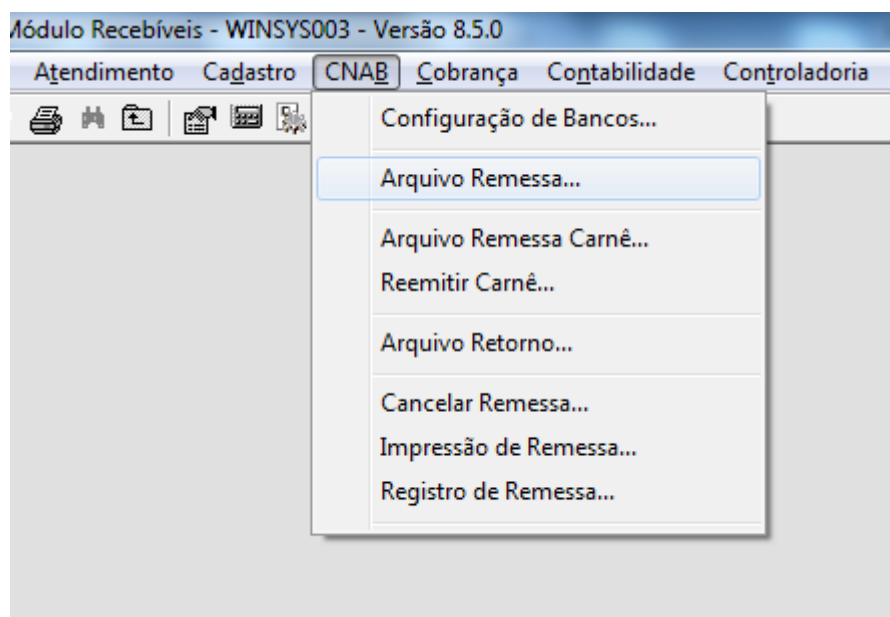 Módulo Recebíveis - WINSYS003 - Versão 8.5.0
Atendimento Cadastro CNAB Cobrança Contabilidade Controladoria
Configuração de Bancos...
Arquivo Remessa...
Arquivo Remessa Carnê...
Reemitir Carnê...
Arquivo Retorno...
Cancelar Remessa...
Impressão de Remessa...
Registro de Remessa...